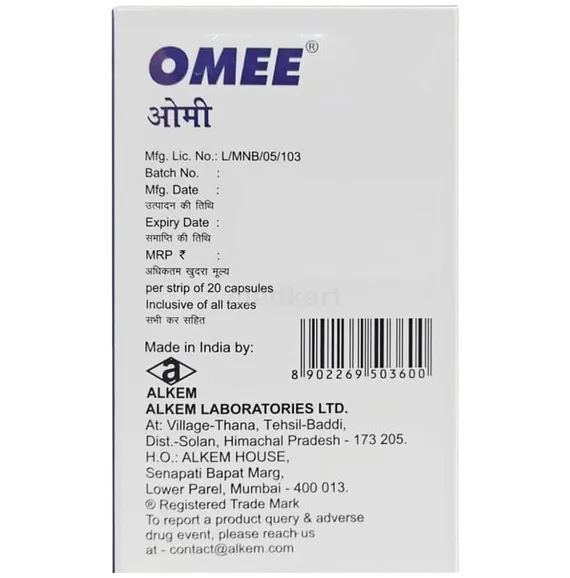 OMEE®
ओमी
Mfg. Lic. No.: L/MNB/05/103
Batch No. :
Mfg. Date :
उत्पादन की तिथि
Expiry Date :
समाप्ति की तिथि
MRP ₹ :
अधिकतम खुदरा मूल्य
per strip of 20 capsules
Inclusive of all taxes
सभी कर सहित
medkart
8 902269 503600
Made in India by:
a
ALKEM
ALKEM LABORATORIES LTD.
At: Village-Thana, Tehsil-Baddi,
Dist.-Solan, Himachal Pradesh - 173 205.
H.O.: ALKEM HOUSE,
Senapati Bapat Marg,
Lower Parel, Mumbai - 400 013.
® Registered Trade Mark
To report a product query & adverse
drug event, please reach us
at - contact@alkem.com